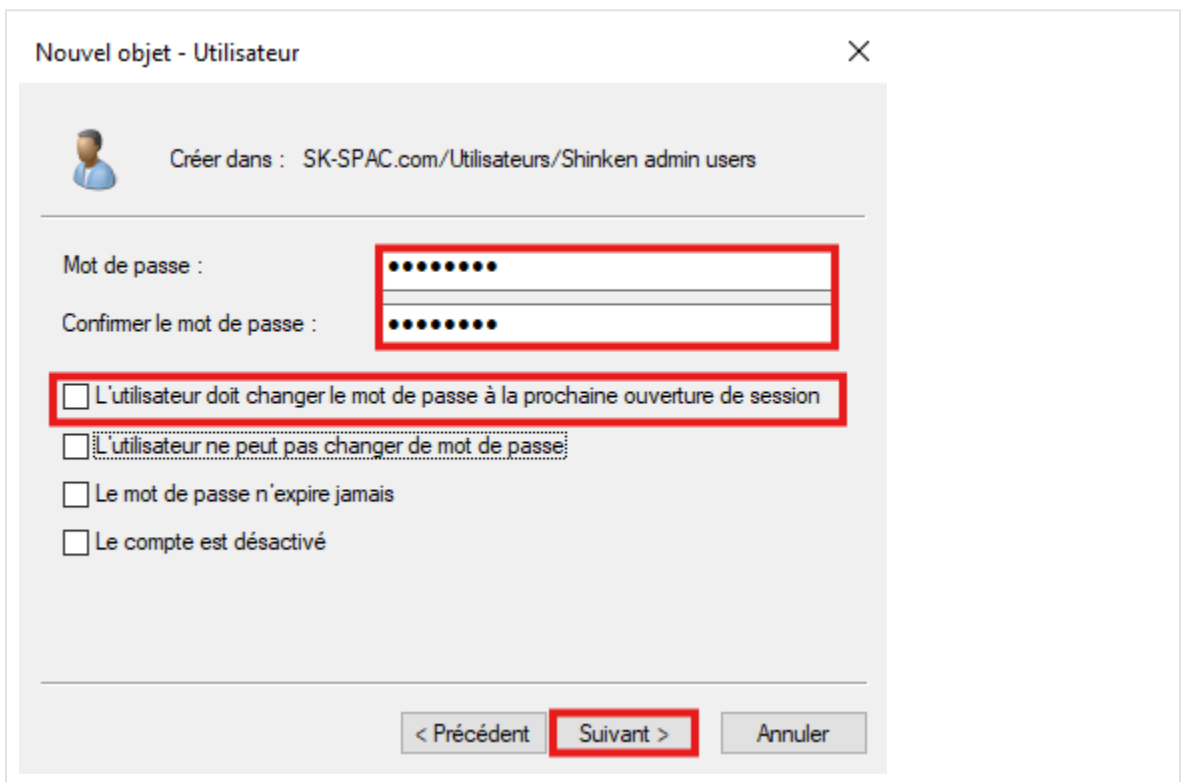 Nouvel objet - Utilisateur
Créer dans : SK-SPAC.com/Utilisateurs/Shinken admin users
Mot de passe : ●●●●●●●●
Confirmer le mot de passe : ●●●●●●●●
L'utilisateur doit changer le mot de passe à la prochaine ouverture de session
L'utilisateur ne peut pas changer de mot de passe
Le mot de passe n'expire jamais
Le compte est désactivé
< Précédent Suivant > Annuler